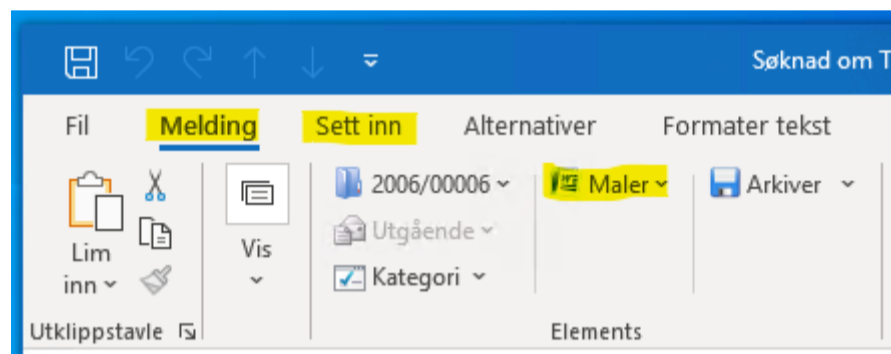 Søknad om T
Fil Melding Sett inn Alternativer Formater tekst
2006/00006 Maler Arkiver
Lim inn Vis Utgående
Kategori
Utklippstavle Elements